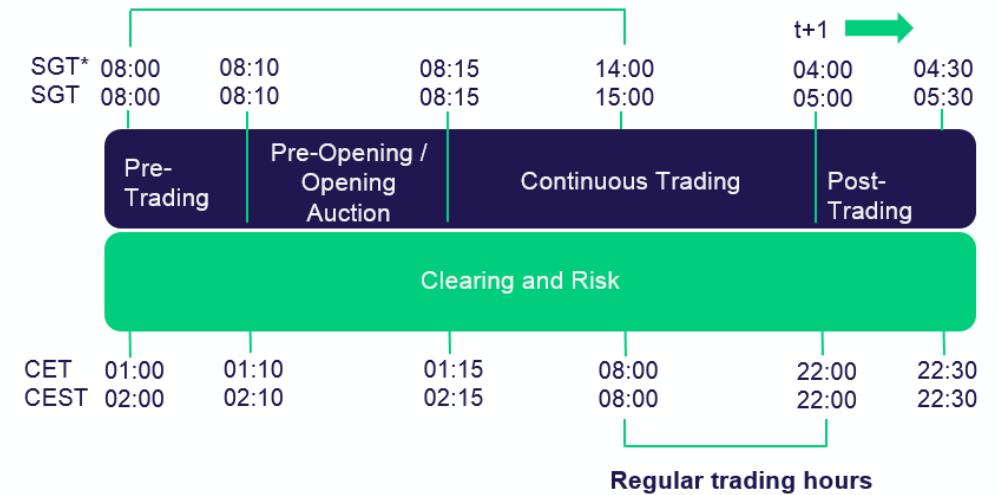 t+1
SGT* 08:00 08:10 08:15 14:00 04:00 04:30
SGT 08:00 08:10 08:15 15:00 05:00 05:30
Pre-
Trading
Pre-Opening /
Opening
Auction
Continuous Trading
Post-
Trading
Clearing and Risk
CET 01:00 01:10 01:15 08:00 22:00 22:30
CEST 02:00 02:10 02:15 08:00 22:00 22:30
Regular trading hours